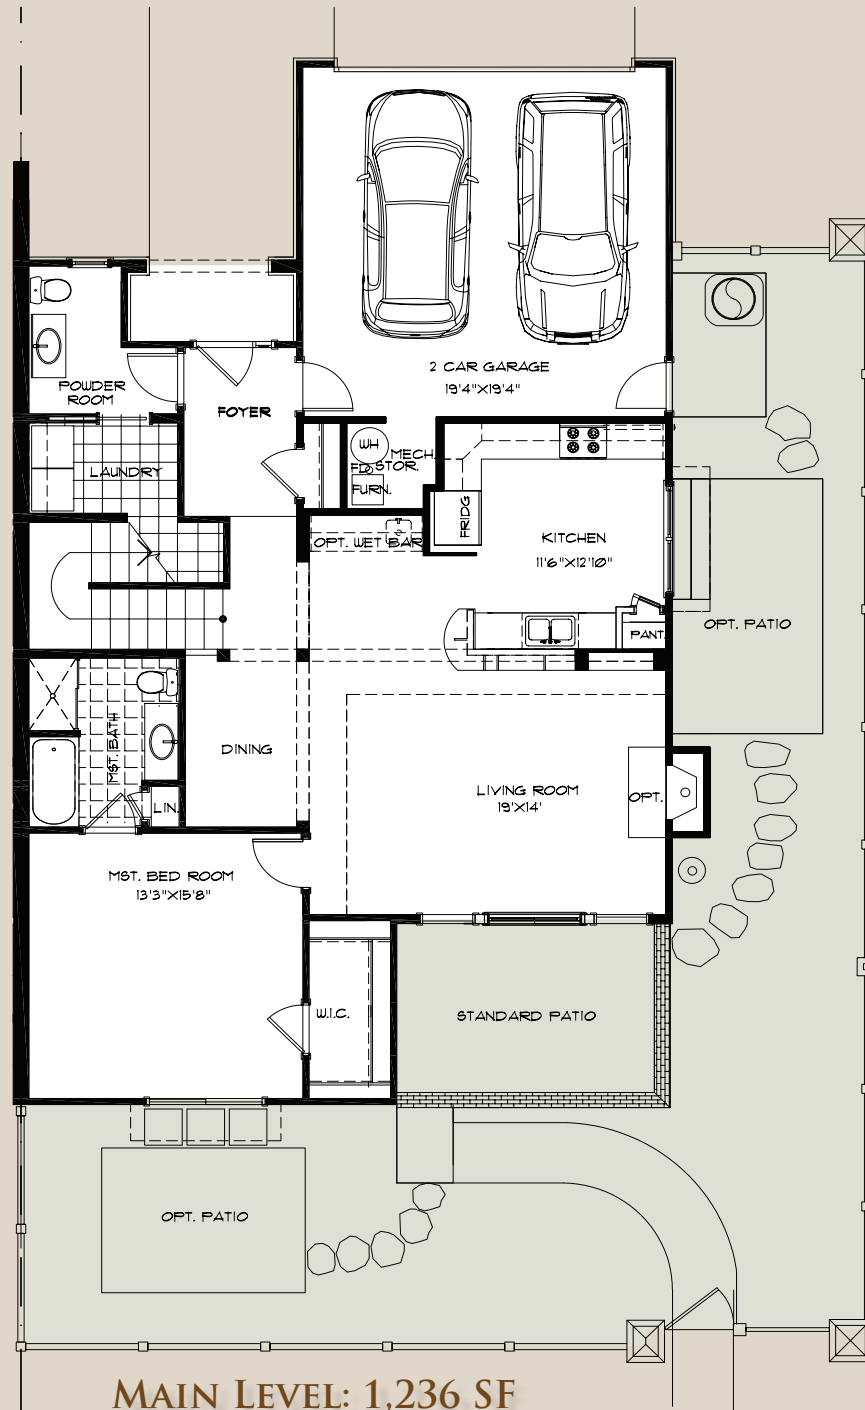 2 CAR GARAGE
19'4"X19'4"
POWDER
ROOM
FOYER
WH
MECH.
FD
STOR.
FURN.
LAUNDRY
FRIDG
KITCHEN
11'6"X12'10"
OPT. WET BAR
OPT. PATIO
PANT.
MST. BATH
DINING
LIVING ROOM
19'X14'
OPT.
LIN.
MST. BED ROOM
13'3"X15'8"
W.I.C.
STANDARD PATIO
OPT. PATIO
MAIN LEVEL: 1,236 SF